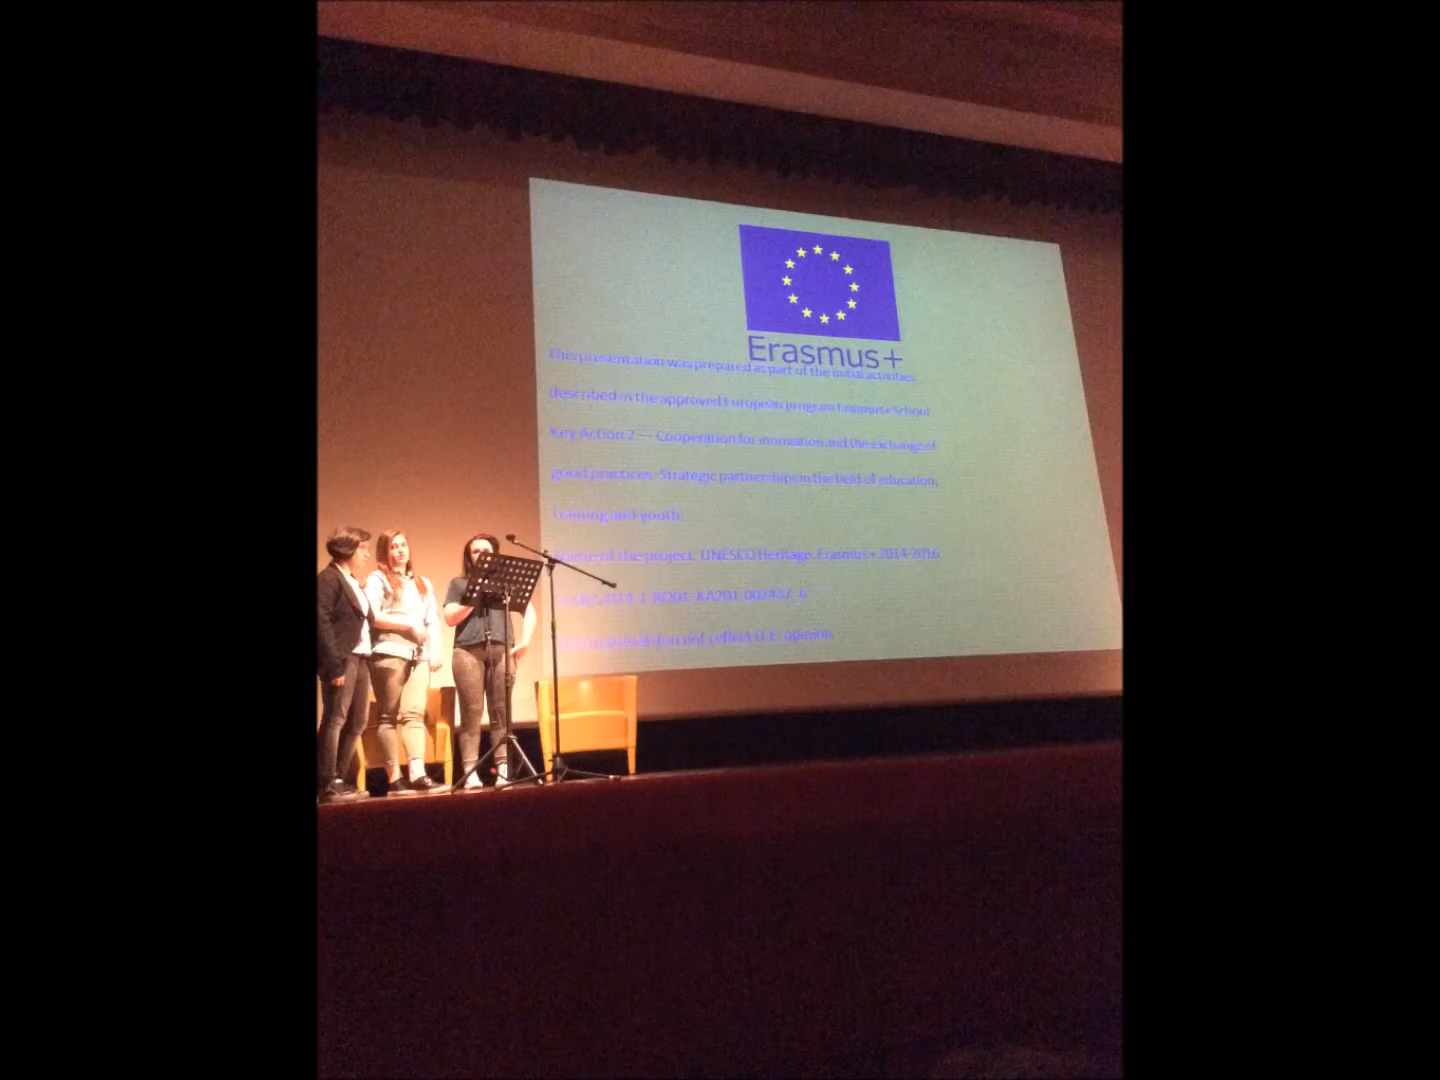 Erasmus+
This presentation was prepared as part of the initial activities
described in the approved European program Erasmus+ School
Key Action 2 — Cooperation for innovation and the exchange of
good practices. Strategic partnerships in the field of education,
training and youth.
Name of the project: UNESCO Heritage. Erasmus + 2014-2016
do not reflect U.E. opinion